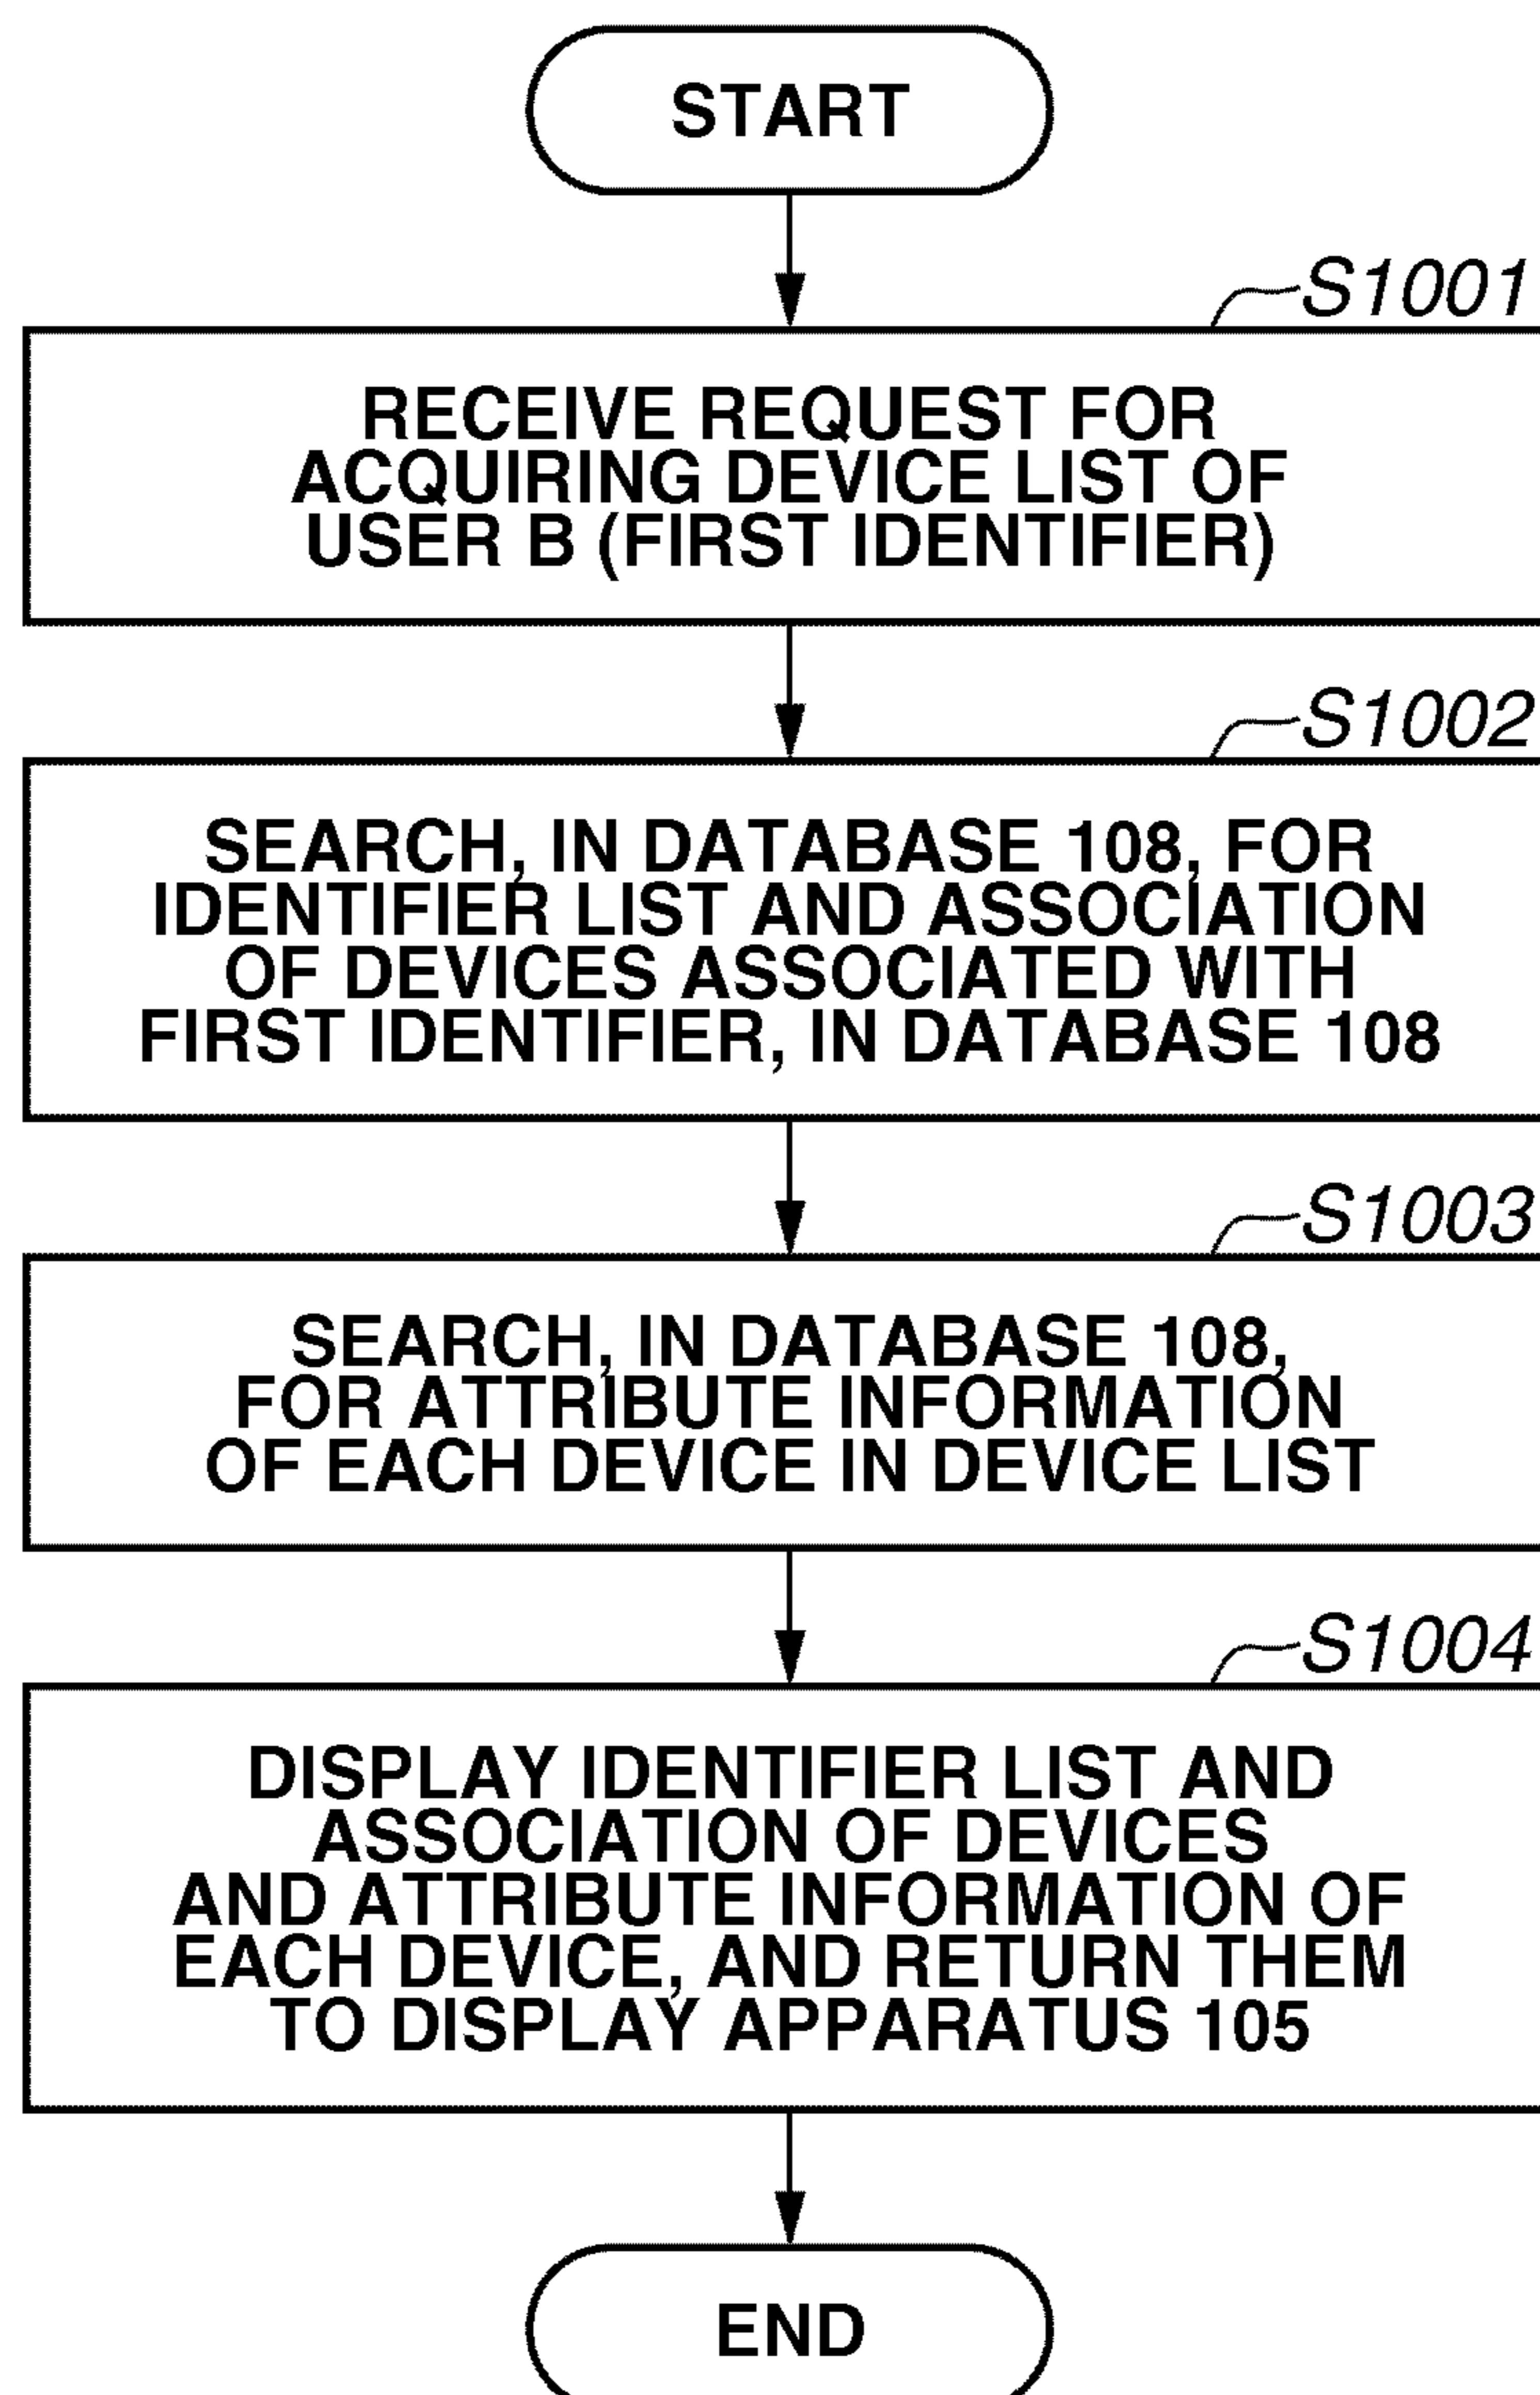 START
S1001
RECEIVE REQUEST FOR
ACQUIRING DEVICE LIST OF
USER B (FIRST IDENTIFIER)
S1002
SEARCH, IN DATABASE 108, FOR
IDENTIFIER LIST AND ASSOCIATION
OF DEVICES ASSOCIATED WITH
FIRST IDENTIFIER, IN DATABASE 108
S1003
SEARCH, IN DATABASE 108,
FOR ATTRIBUTE INFORMATION
OF EACH DEVICE IN DEVICE LIST
S1004
DISPLAY IDENTIFIER LIST AND
ASSOCIATION OF DEVICES
AND ATTRIBUTE INFORMATION OF
EACH DEVICE, AND RETURN THEM
TO DISPLAY APPARATUS 105
END